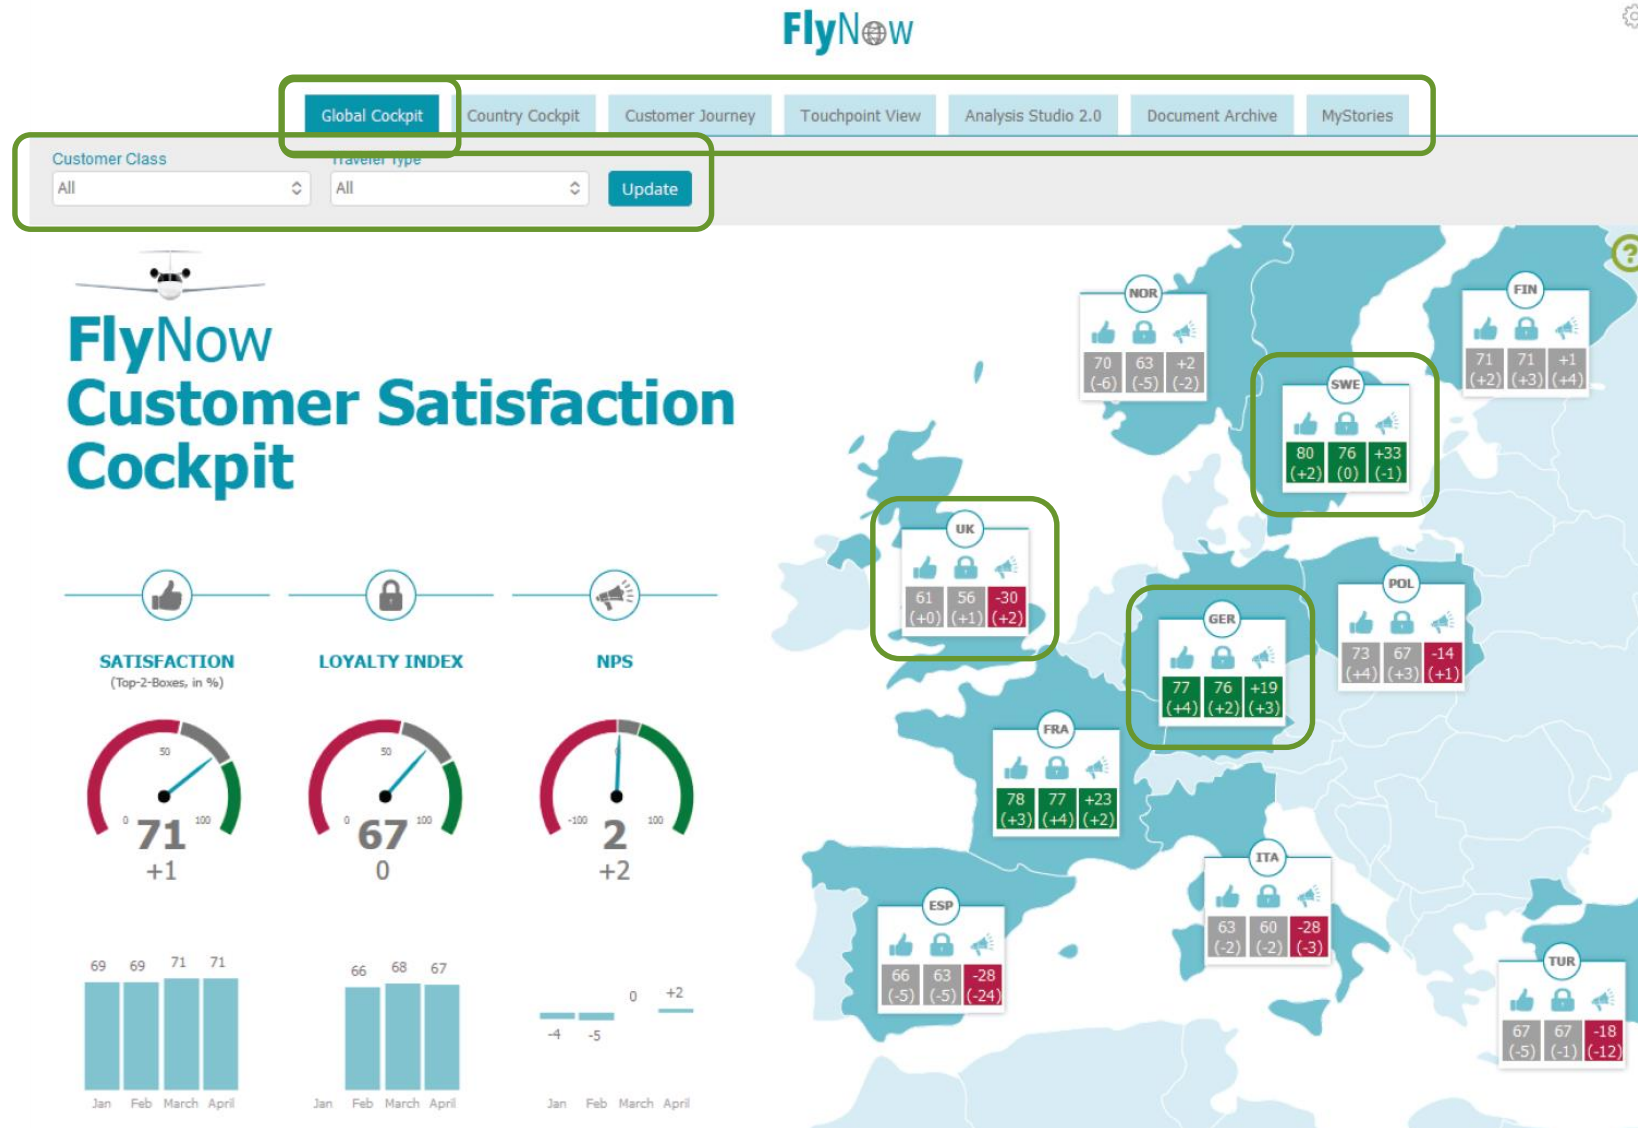 FlyNow
Global Cockpit Country Cockpit Customer Journey Touchpoint View Analysis Studio 2.0 Document Archive MyStories
Customer Class Traveler Type
All All Update
?
FlyNow
Customer Satisfaction
Cockpit
SATISFACTION LOYALTY INDEX NPS
(Top-2-Boxes, in %)
50 50 0
0 100 0 100 -100 100
71 67 2
+1 0 +2
69 69 71 71
Jan Feb March April
66 68 67
Jan Feb March April
-4 -5 0 +2
Jan Feb March April
NOR
70 63 +2
(-6) (-5) (-2)
FIN
71 71 +1
(+2) (+3) (+4)
SWE
80 76 +33
(+2) (0) (-1)
UK
61 56 -30
(+0) (+1) (+2)
GER
77 76 +19
(+4) (+2) (+3)
POL
73 67 -14
(+4) (+3) (+1)
FRA
78 77 +23
(+3) (+4) (+2)
ITA
63 60 -28
(-2) (-2) (-3)
ESP
66 63 -28
(-5) (-5) (-24)
TUR
67 67 -18
(-5) (-1) (-12)